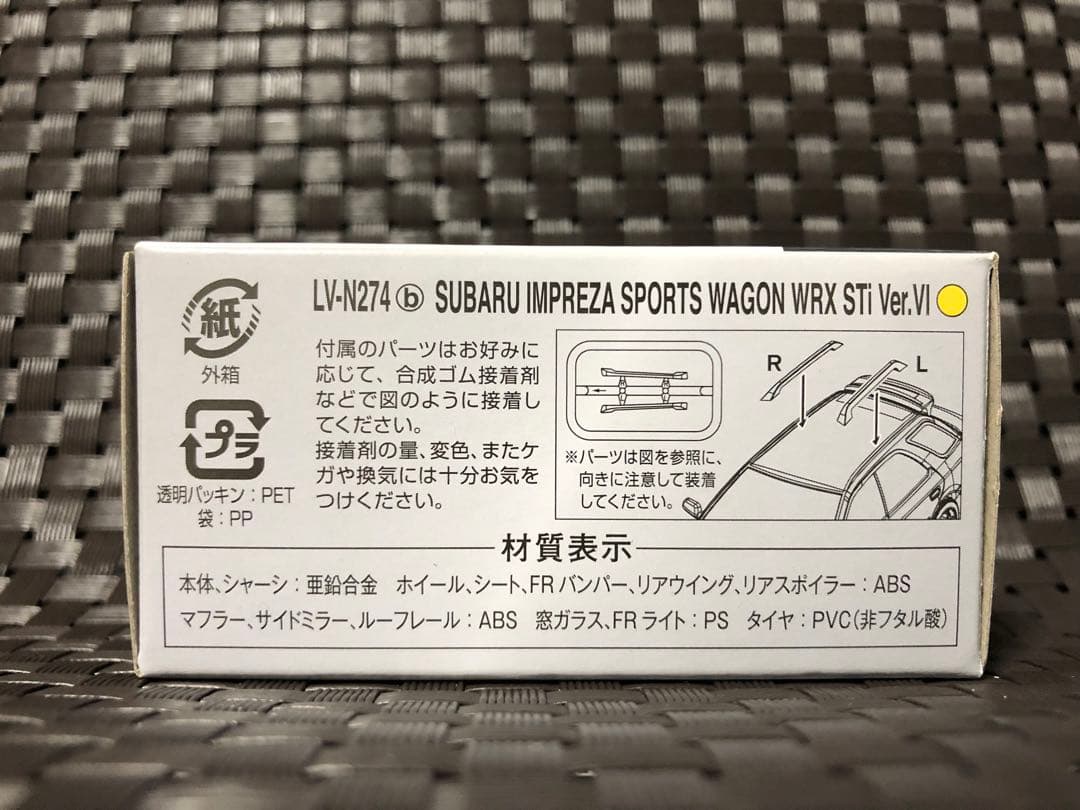 LV-N274 ⓑ SUBARU IMPREZA SPORTS WAGON WRX STi Ver.VI
紙
外箱
プラ
透明パッキン：PET
袋：PP
付属のパーツはお好みに
応じて、合成ゴム接着剤
などで図のように接着し
てください。
接着剤の量、変色、またケ
ガや換気には十分お気を
つけください。
R
L
※パーツは図を参照に、
向きに注意して装着
してください。
材質表示
本体、シャーシ：亜鉛合金　ホイール、シート、FRバンパー、リアウイング、リアスポイラー：ABS
マフラー、サイドミラー、ルーフレール：ABS　窓ガラス、FRライト：PS　タイヤ：PVC（非フタル酸）